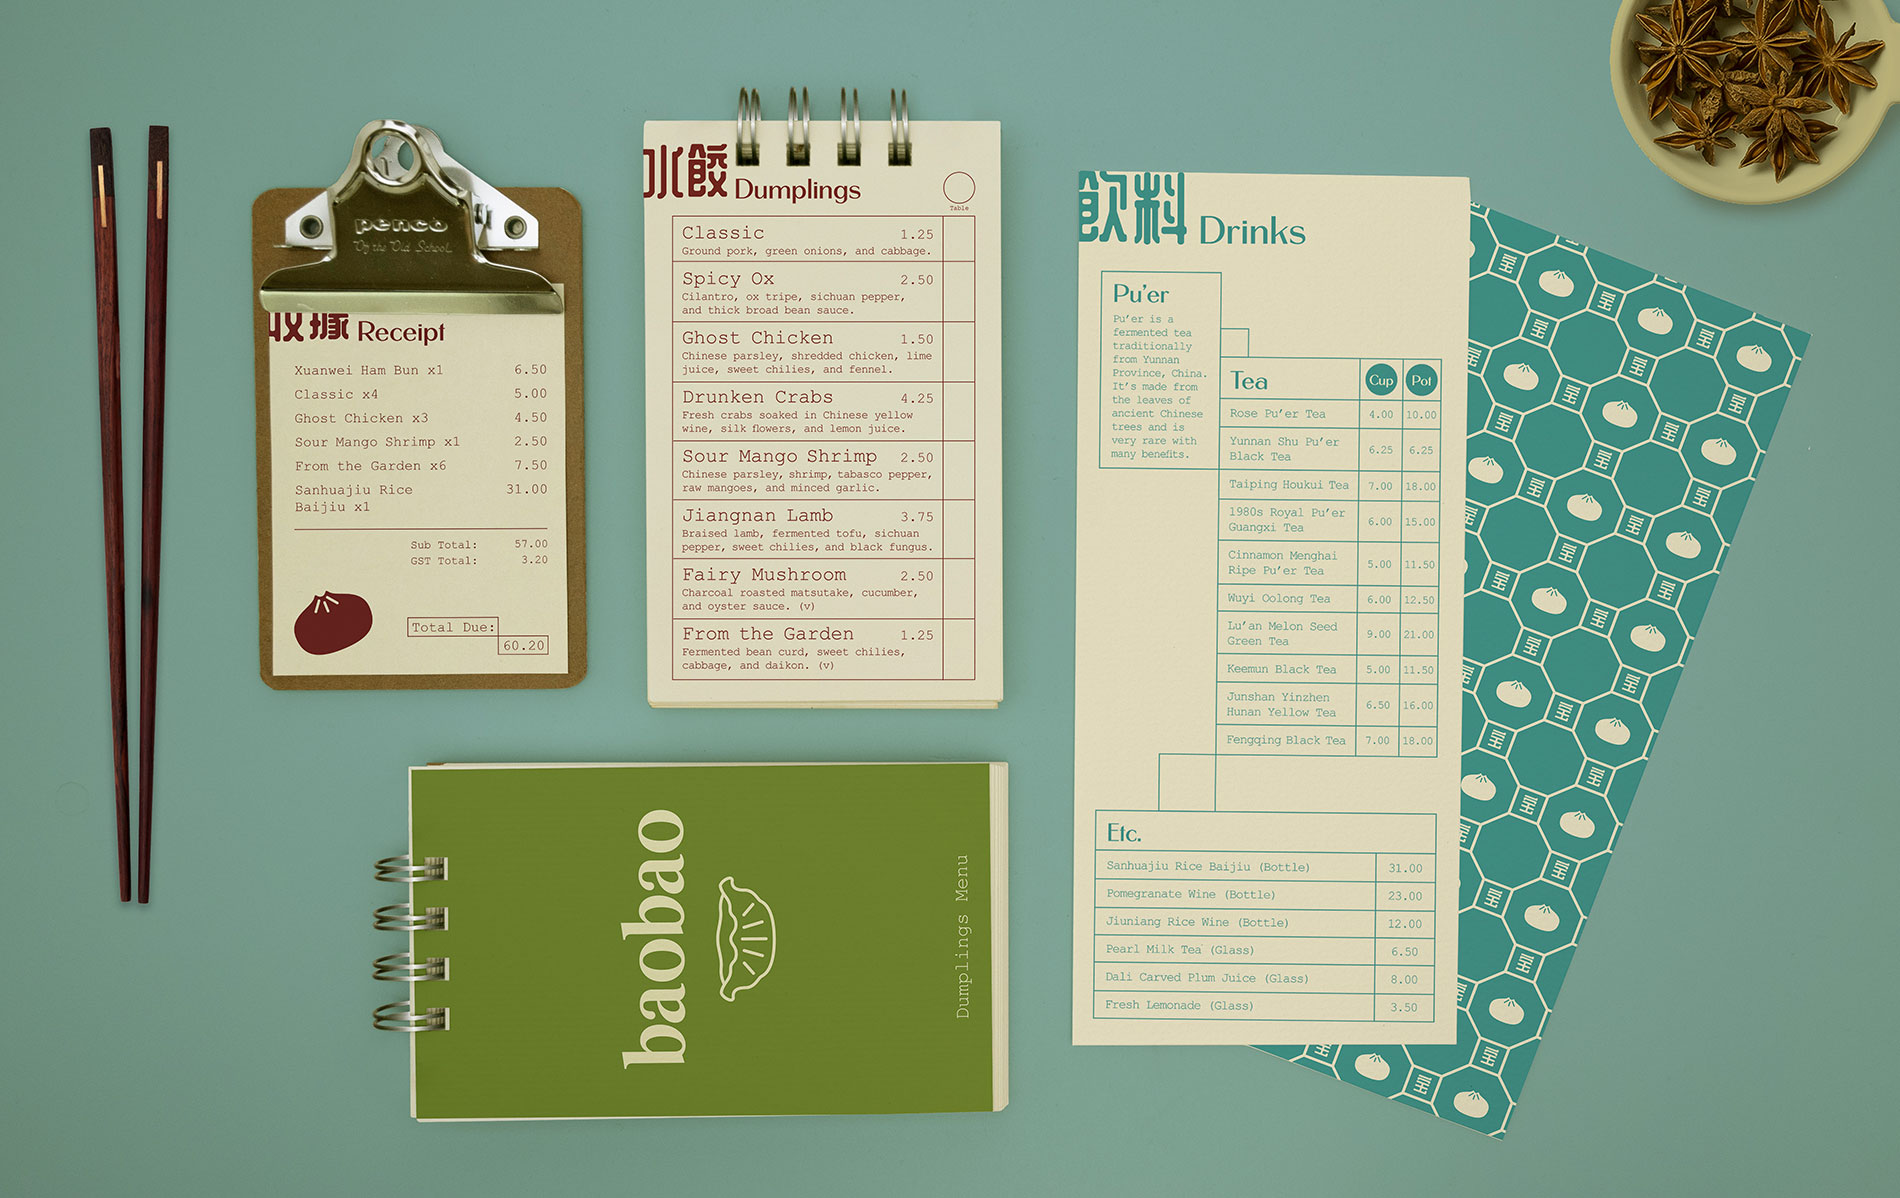 penco
By the Old School.
收據 Receipt
Xuanwei Ham Bun x1 6.50
Classic x4 5.00
Ghost Chicken x3 4.50
Sour Mango Shrimp x1 2.50
From the Garden x6 7.50
Sanhuajiu Rice 31.00
Baijiu x1
Sub Total: 57.00
GST Total: 3.20
Total Due:
60.20
水餃 Dumplings
Table
Classic 1.25
Ground pork, green onions, and cabbage.
Spicy Ox 2.50
Cilantro, ox tripe, sichuan pepper,
and thick broad bean sauce.
Ghost Chicken 1.50
Chinese parsley, shredded chicken, lime
juice, sweet chilies, and fennel.
Drunken Crabs 4.25
Fresh crabs soaked in Chinese yellow
wine, silk flowers, and lemon juice.
Sour Mango Shrimp 2.50
Chinese parsley, shrimp, tabasco pepper,
raw mangoes, and minced garlic.
Jiangnan Lamb 3.75
Braised lamb, fermented tofu, sichuan
pepper, sweet chilies, and black fungus.
Fairy Mushroom 2.50
Charcoal roasted matsutake, cucumber,
and oyster sauce. (v)
From the Garden 1.25
Fermented bean curd, sweet chilies,
cabbage, and daikon. (v)
baobao
Dumplings Menu
飲料 Drinks
Pu'er
Pu'er is a
fermented tea
traditionally
from Yunnan
Province, China.
It's made from
the leaves of
ancient Chinese
trees and is
very rare with
many benefits.
Tea Cup Pot
Rose Pu'er Tea 4.00 10.00
Yunnan Shu Pu'er
Black Tea 6.25 6.25
Taiping Houkui Tea 7.00 18.00
1980s Royal Pu'er
Guangxi Tea 6.00 15.00
Cinnamon Menghai
Ripe Pu'er Tea 5.00 11.50
Wuyi Oolong Tea 6.00 12.50
Lu'an Melon Seed
Green Tea 9.00 21.00
Keemun Black Tea 5.00 11.50
Junshan Yinzhen
Hunan Yellow Tea 6.50 16.00
Fengqing Black Tea 7.00 18.00
Etc.
Sanhuajiu Rice Baijiu (Bottle) 31.00
Pomegranate Wine (Bottle) 23.00
Jiuniang Rice Wine (Bottle) 12.00
Pearl Milk Tea (Glass) 6.50
Dali Carved Plum Juice (Glass) 8.00
Fresh Lemonade (Glass) 3.50